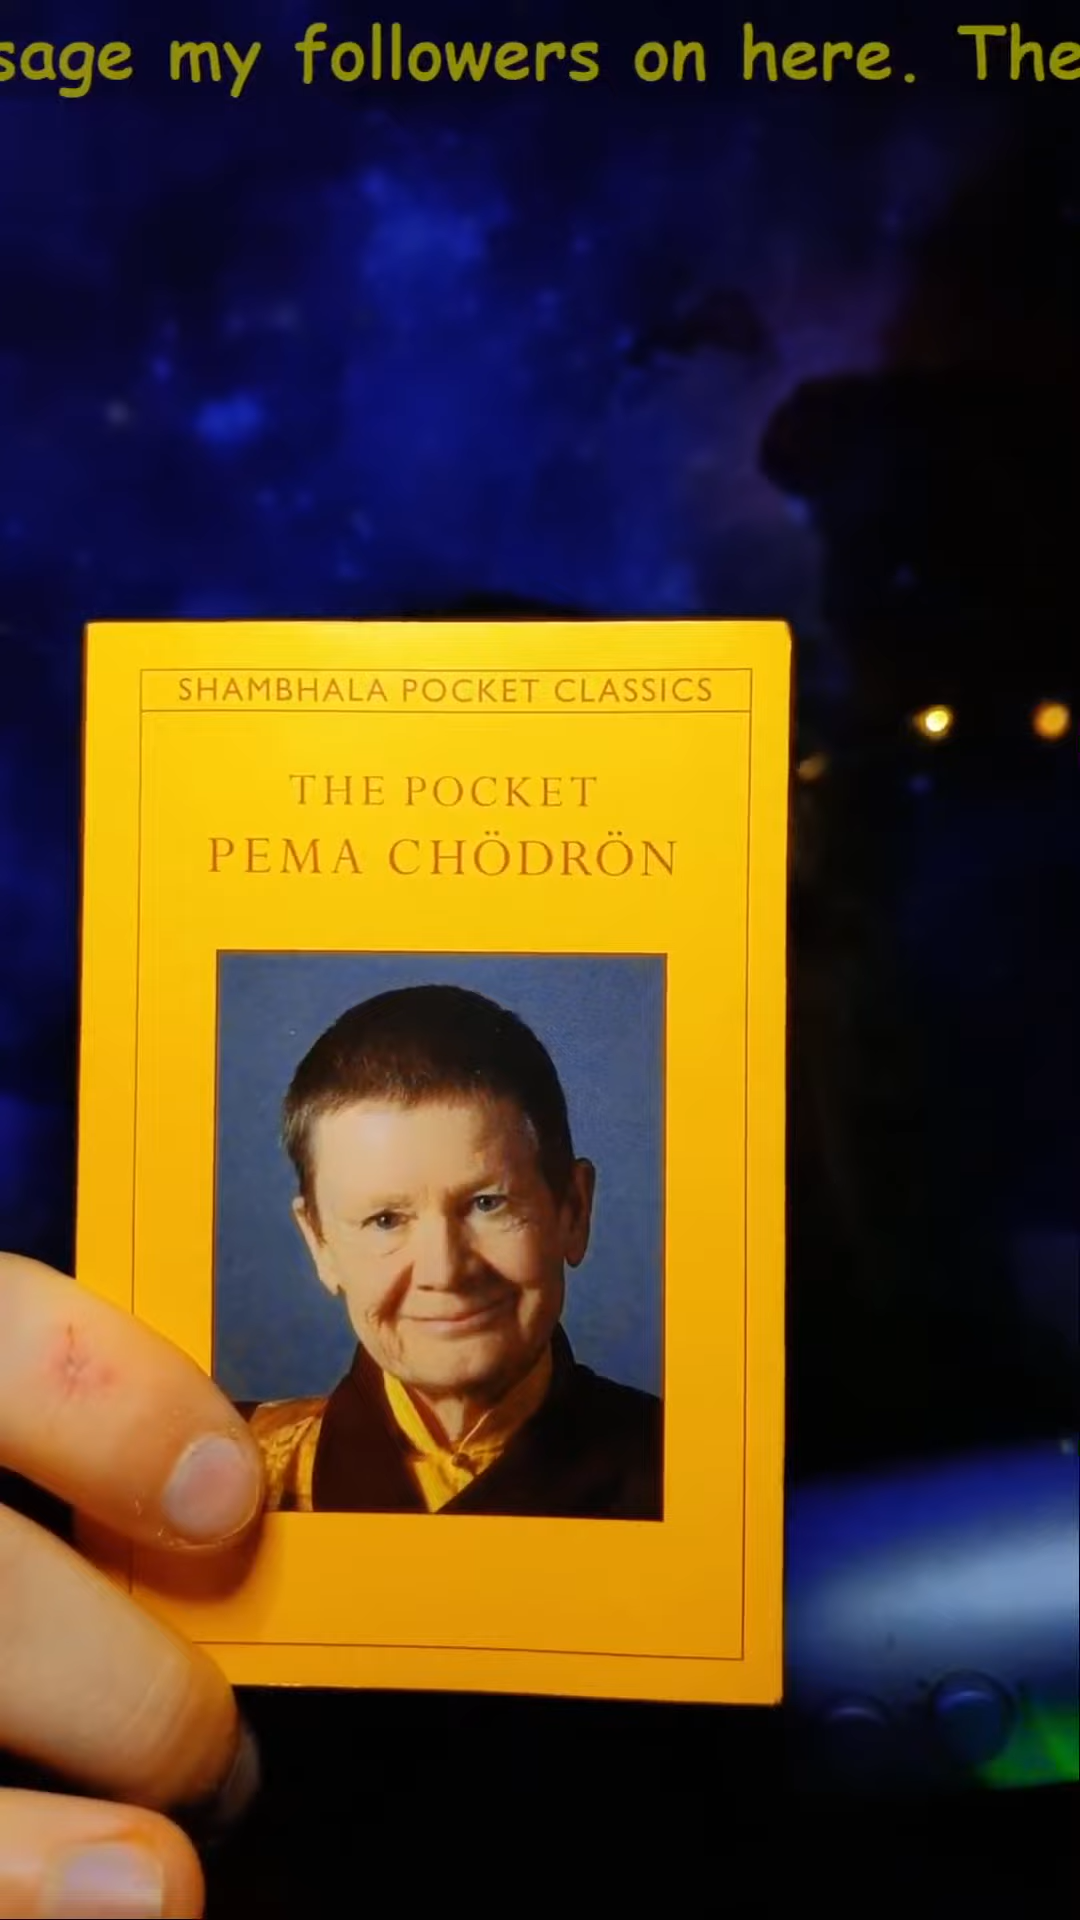 sage my followers on here. The
SHAMBHALA POCKET CLASSICS
THE POCKET
PEMA CHÖDRÖN